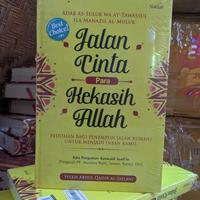 ADAB AS-SULUK WA AT-TAWASSUL
ILA MANAZIL AL-MULUK
Best Choice!
Jalan
Cinta
Para
Kekasih
Allah
PEDOMAN BAGI PENEMPUH JALAN ROHANI
UNTUK MENJADI INSAN KAMIL
SYEKH ABDUL QADIR AL-JAILANI